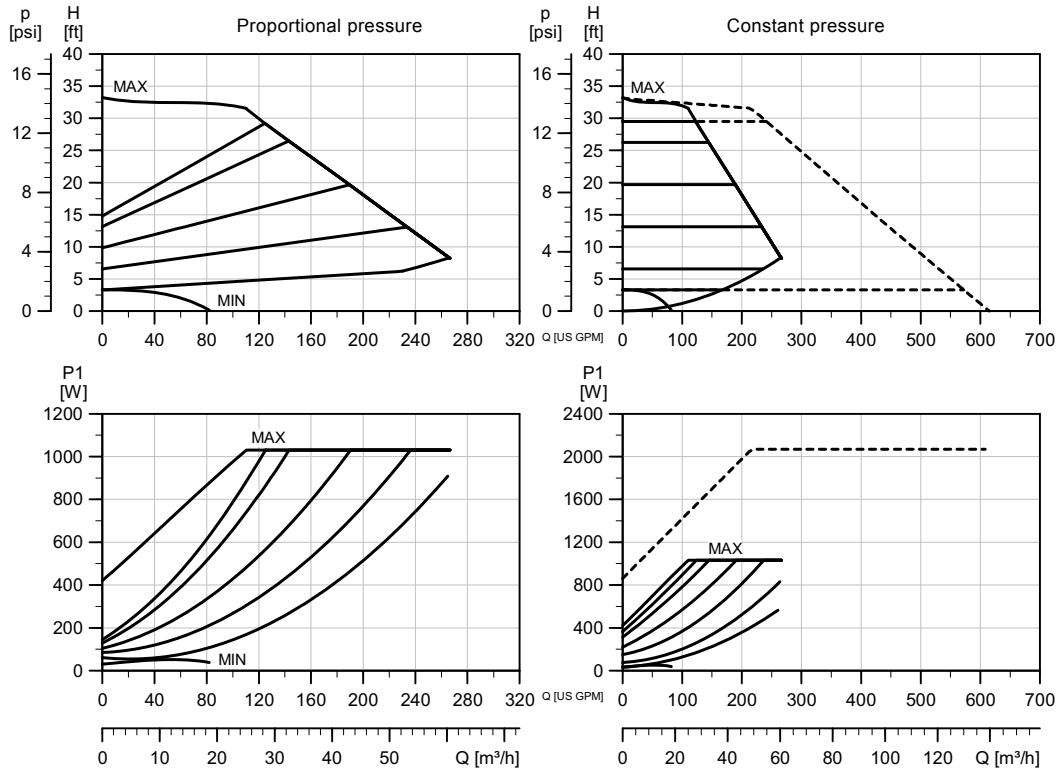 p
[psi]
H
[ft]
Proportional pressure
40
35
30
25
20
15
10
5
0
16
12
8
4
0
MAX
MIN
0 40 80 120 160 200 240 280 320
Q [US GPM]
p
[psi]
H
[ft]
Constant pressure
40
35
30
25
20
15
10
5
0
16
12
8
4
0
MAX
0 100 200 300 400 500 600 700
P1
[W]
1200
1000
800
600
400
200
0
MAX
MIN
0 40 80 120 160 200 240 280 320
Q [US GPM]
0 10 20 30 40 50 Q [m³/h]
P1
[W]
2400
2000
1600
1200
800
400
0
MAX
0 100 200 300 400 500 600 700
0 20 40 60 80 100 120 Q [m³/h]